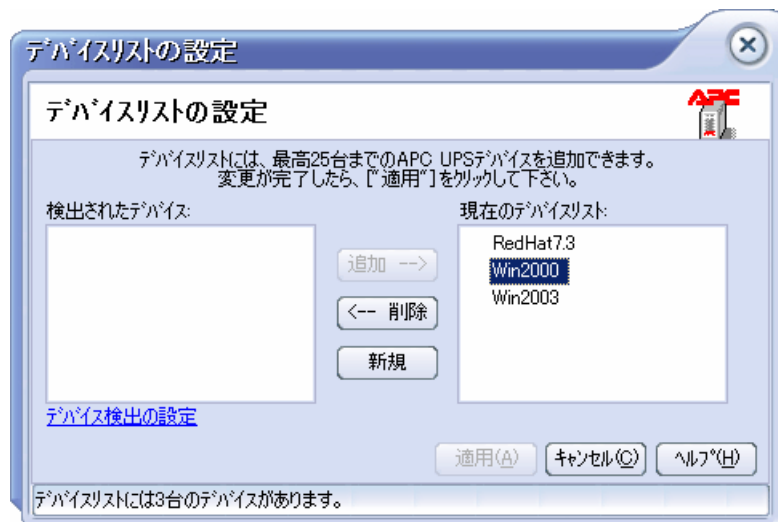 ﾃﾞﾊﾞｲｽﾘｽﾄの設定
ﾃﾞﾊﾞｲｽﾘｽﾄの設定
APC
ﾃﾞﾊﾞｲｽﾘｽﾄには、最高25台までのAPC UPSﾃﾞﾊﾞｲｽを追加できます。
変更が完了したら、["適用"]をｸﾘｯｸして下さい。
検出されたﾃﾞﾊﾞｲｽ:
現在のﾃﾞﾊﾞｲｽﾘｽﾄ:
RedHat7.3
Win2000
Win2003
追加 -->
<-- 削除
新規
ﾃﾞﾊﾞｲｽ検出の設定
適用(A)
ｷｬﾝｾﾙ(C)
ﾍﾙﾌﾟ(H)
ﾃﾞﾊﾞｲｽﾘｽﾄには3台のﾃﾞﾊﾞｲｽがあります。